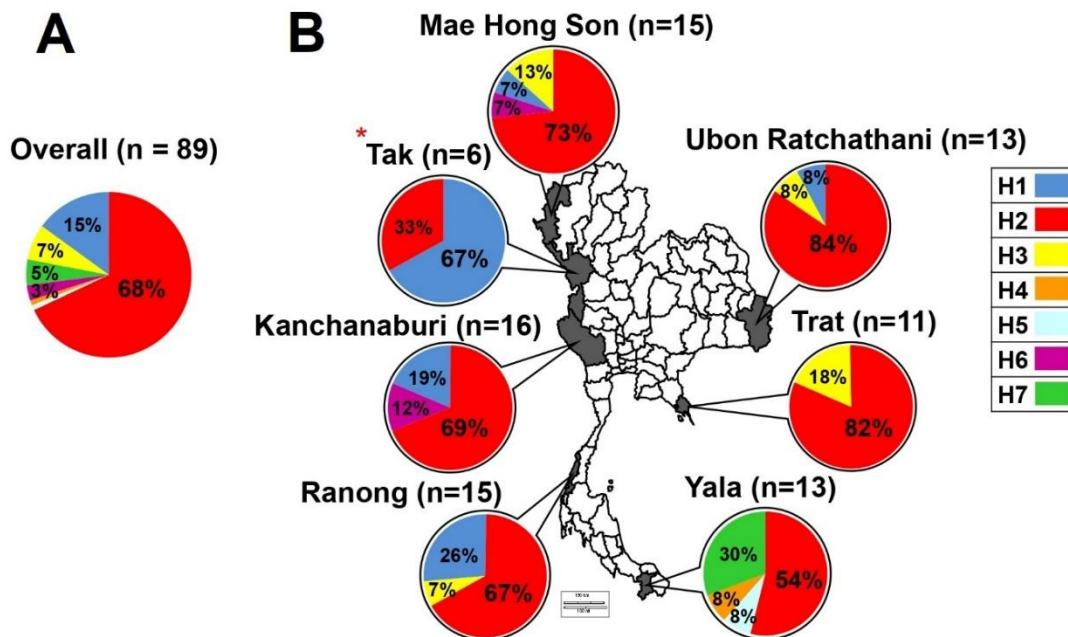 A
Overall (n = 89)
15%
7%
5%
3%
68%
B
Mae Hong Son (n=15)
13%
7%
7%
73%
*
Tak (n=6)
33%
67%
Ubon Ratchathani (n=13)
8%
8%
84%
Kanchanaburi (n=16)
19%
12%
69%
Trat (n=11)
18%
82%
Ranong (n=15)
26%
7%
67%
Yala (n=13)
30%
54%
8%
8%
H1
H2
H3
H4
H5
H6
H7